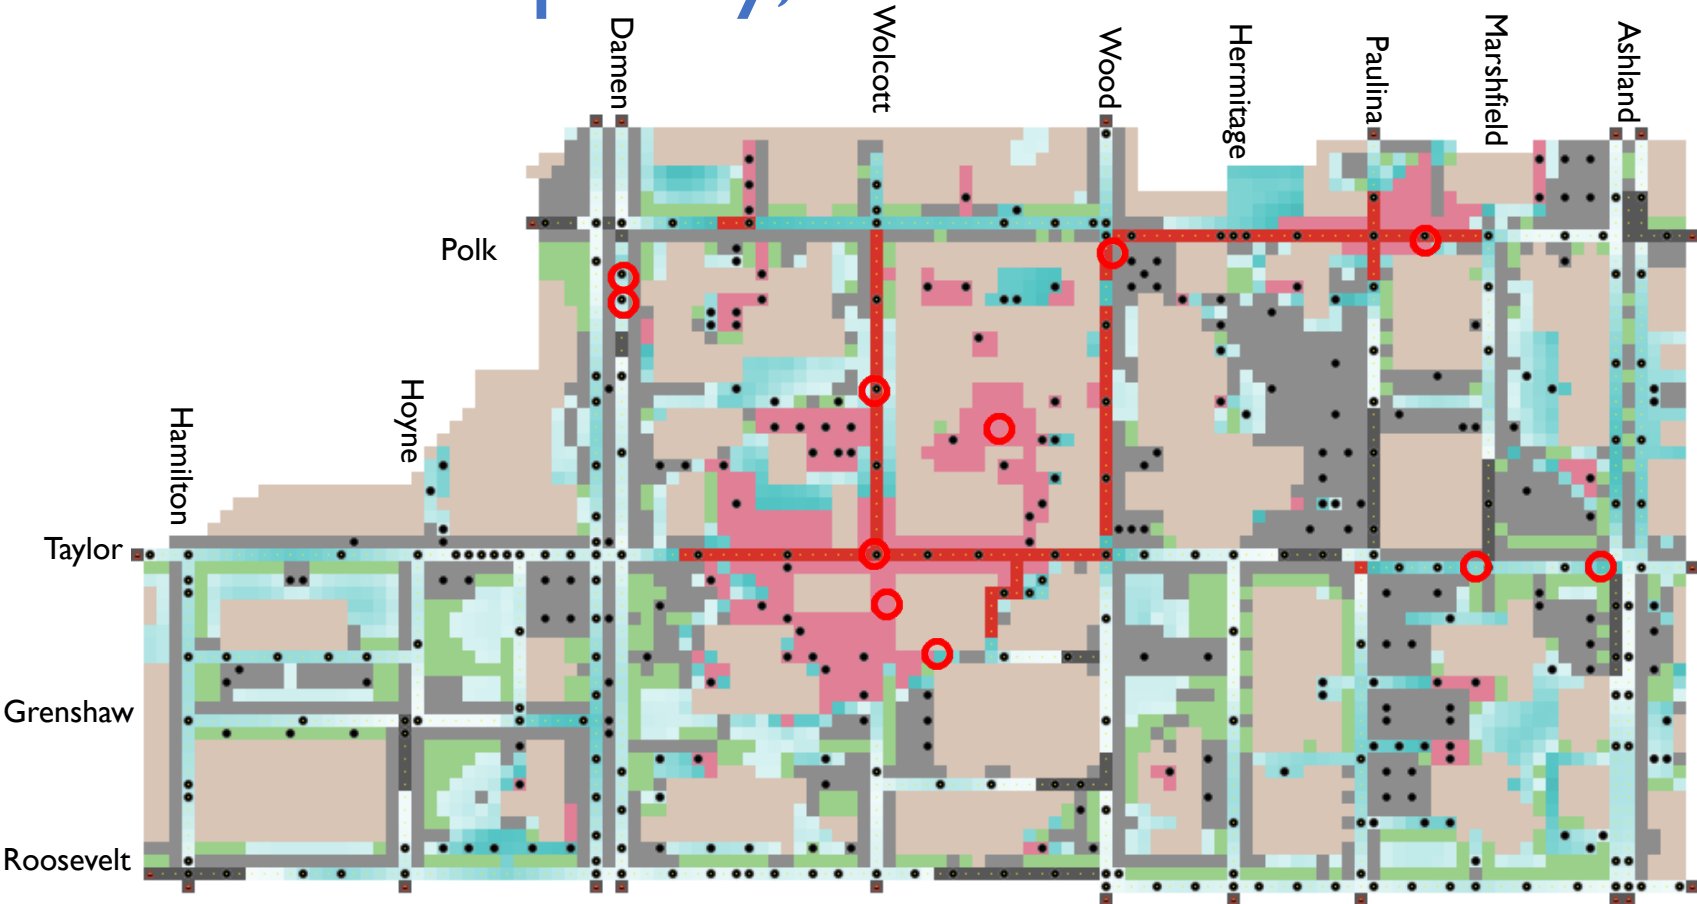 Damen
Wolcott
Wood
Hermitage
Paulina
Marshfield
Ashland
Polk
Hoyne
Hamilton
Taylor
Grenshaw
Roosevelt